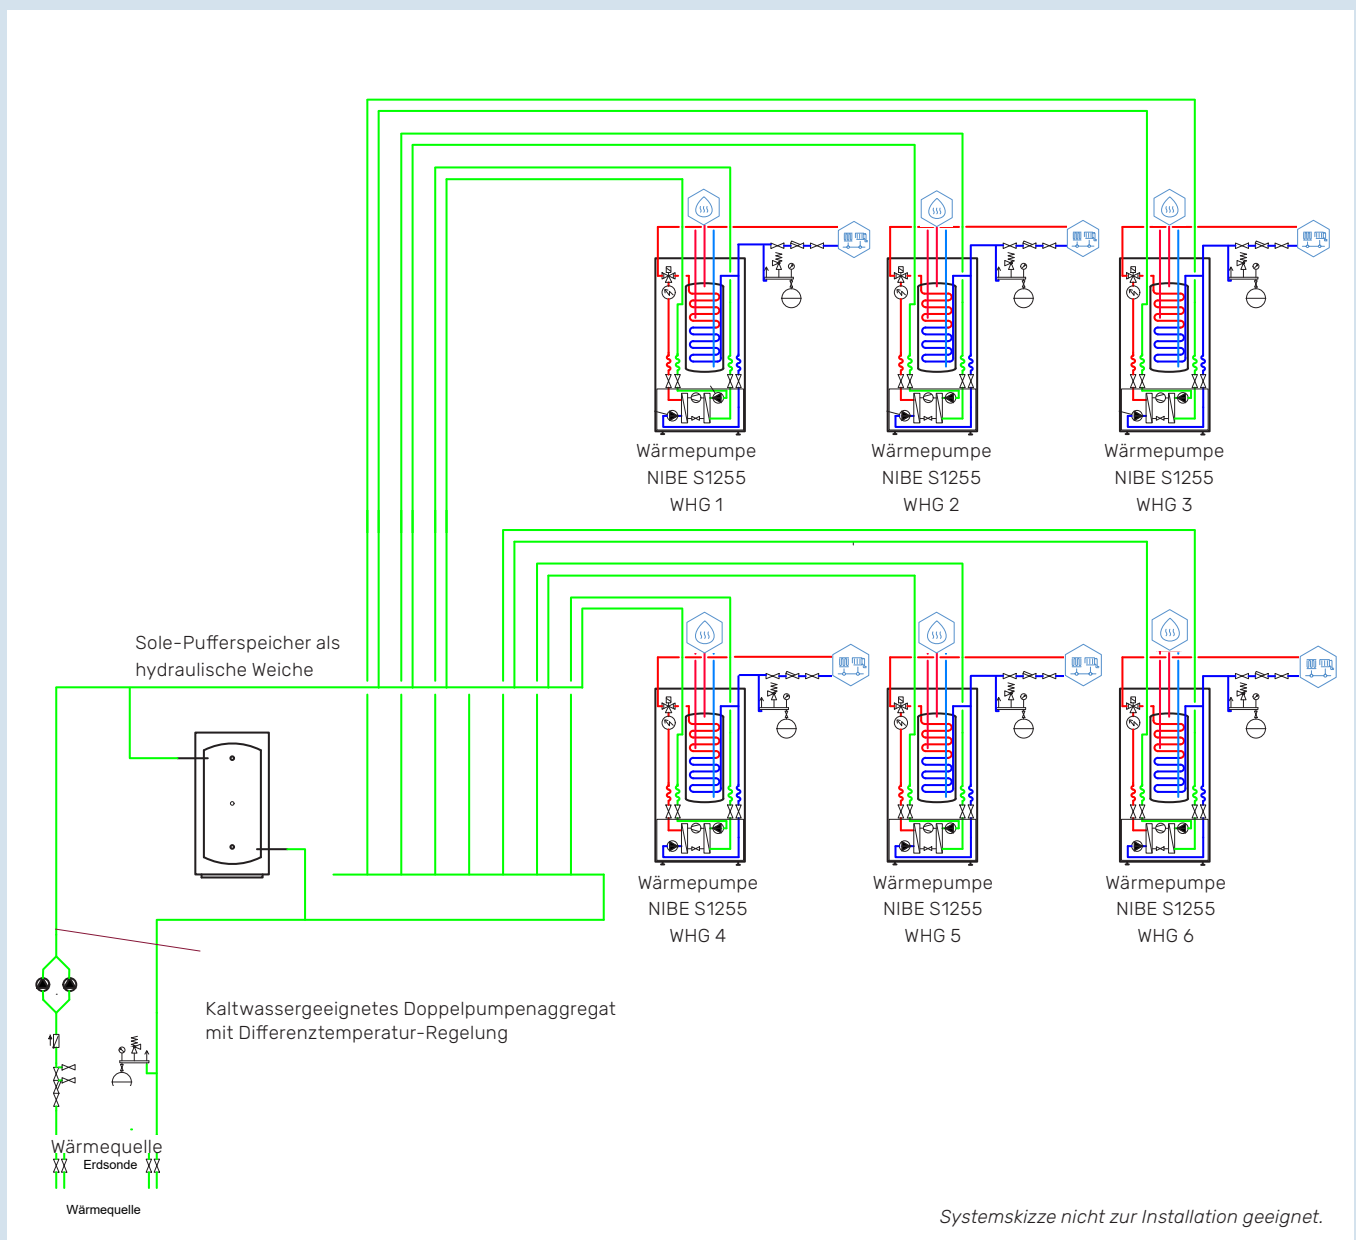 Wärmepumpe
NIBE S1255
WHG 1
Wärmepumpe
NIBE S1255
WHG 2
Wärmepumpe
NIBE S1255
WHG 3
Sole-Pufferspeicher als
hydraulische Weiche
Wärmepumpe
NIBE S1255
WHG 4
Wärmepumpe
NIBE S1255
WHG 5
Wärmepumpe
NIBE S1255
WHG 6
Kaltwassergeeignetes Doppelpumpenaggregat
mit Differenztemperatur-Regelung
Wärmequelle
Erdsonde
Wärmequelle
Systemskizze nicht zur Installation geeignet.